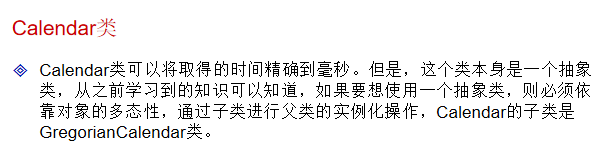 Calendar类
Calendar类可以将取得的时间精确到毫秒。但是，这个类本身是一个抽象
类，从之前学习到的知识可以知道，如果要想使用一个抽象类，则必须依
靠对象的多态性，通过子类进行父类的实例化操作，Calendar的子类是
GregorianCalendar类。